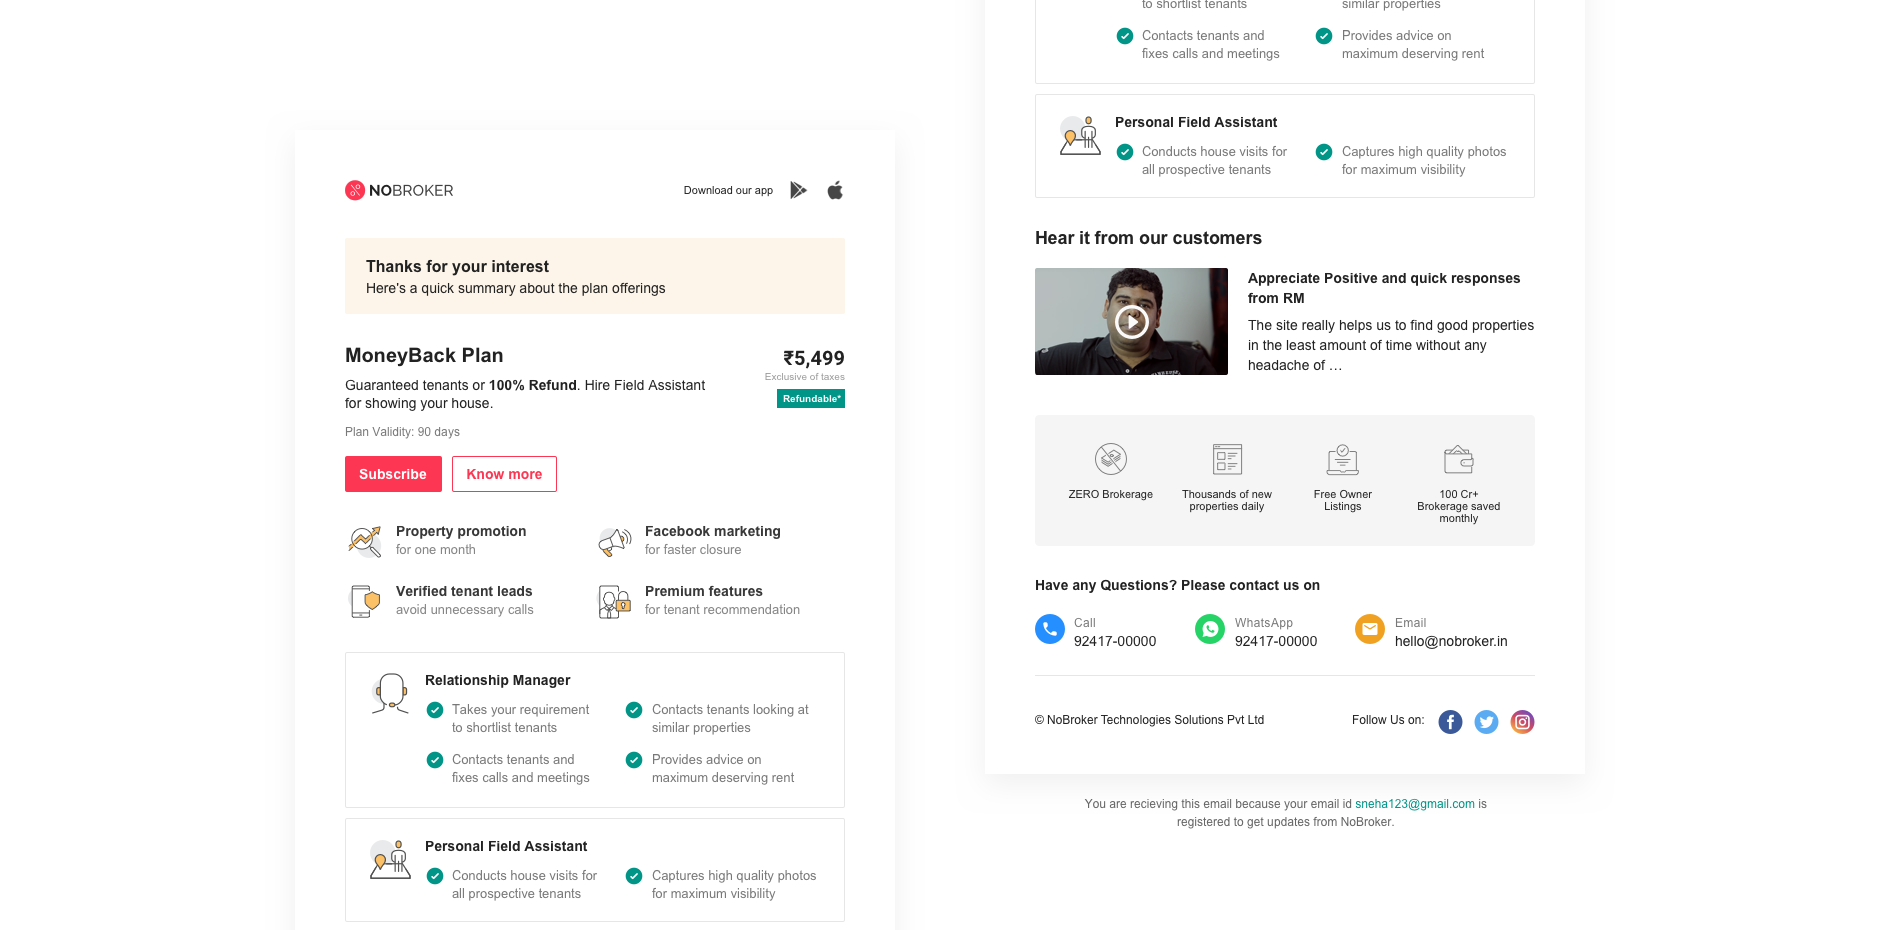 NOBROKER
Download our app
Thanks for your interest
Here's a quick summary about the plan offerings
MoneyBack Plan
₹5,499
Exclusive of taxes
Refundable*
Guaranteed tenants or 100% Refund. Hire Field Assistant
for showing your house.
Plan Validity: 90 days
Subscribe
Know more
Property promotion
for one month
Facebook marketing
for faster closure
Verified tenant leads
avoid unnecessary calls
Premium features
for tenant recommendation
Relationship Manager
Takes your requirement
to shortlist tenants
Contacts tenants looking at
similar properties
Contacts tenants and
fixes calls and meetings
Provides advice on
maximum deserving rent
Personal Field Assistant
Conducts house visits for
all prospective tenants
Captures high quality photos
for maximum visibility
to shortlist tenants
similar properties
Contacts tenants and
fixes calls and meetings
Provides advice on
maximum deserving rent
Personal Field Assistant
Conducts house visits for
all prospective tenants
Captures high quality photos
for maximum visibility
Hear it from our customers
Appreciate Positive and quick responses
from RM
The site really helps us to find good properties
in the least amount of time without any
headache of …
ZERO Brokerage
Thousands of new
properties daily
Free Owner
Listings
100 Cr+
Brokerage saved
monthly
Have any Questions? Please contact us on
Call
92417-00000
WhatsApp
92417-00000
Email
hello@nobroker.in
© NoBroker Technologies Solutions Pvt Ltd
Follow Us on:
You are recieving this email because your email id sneha123@gmail.com is
registered to get updates from NoBroker.